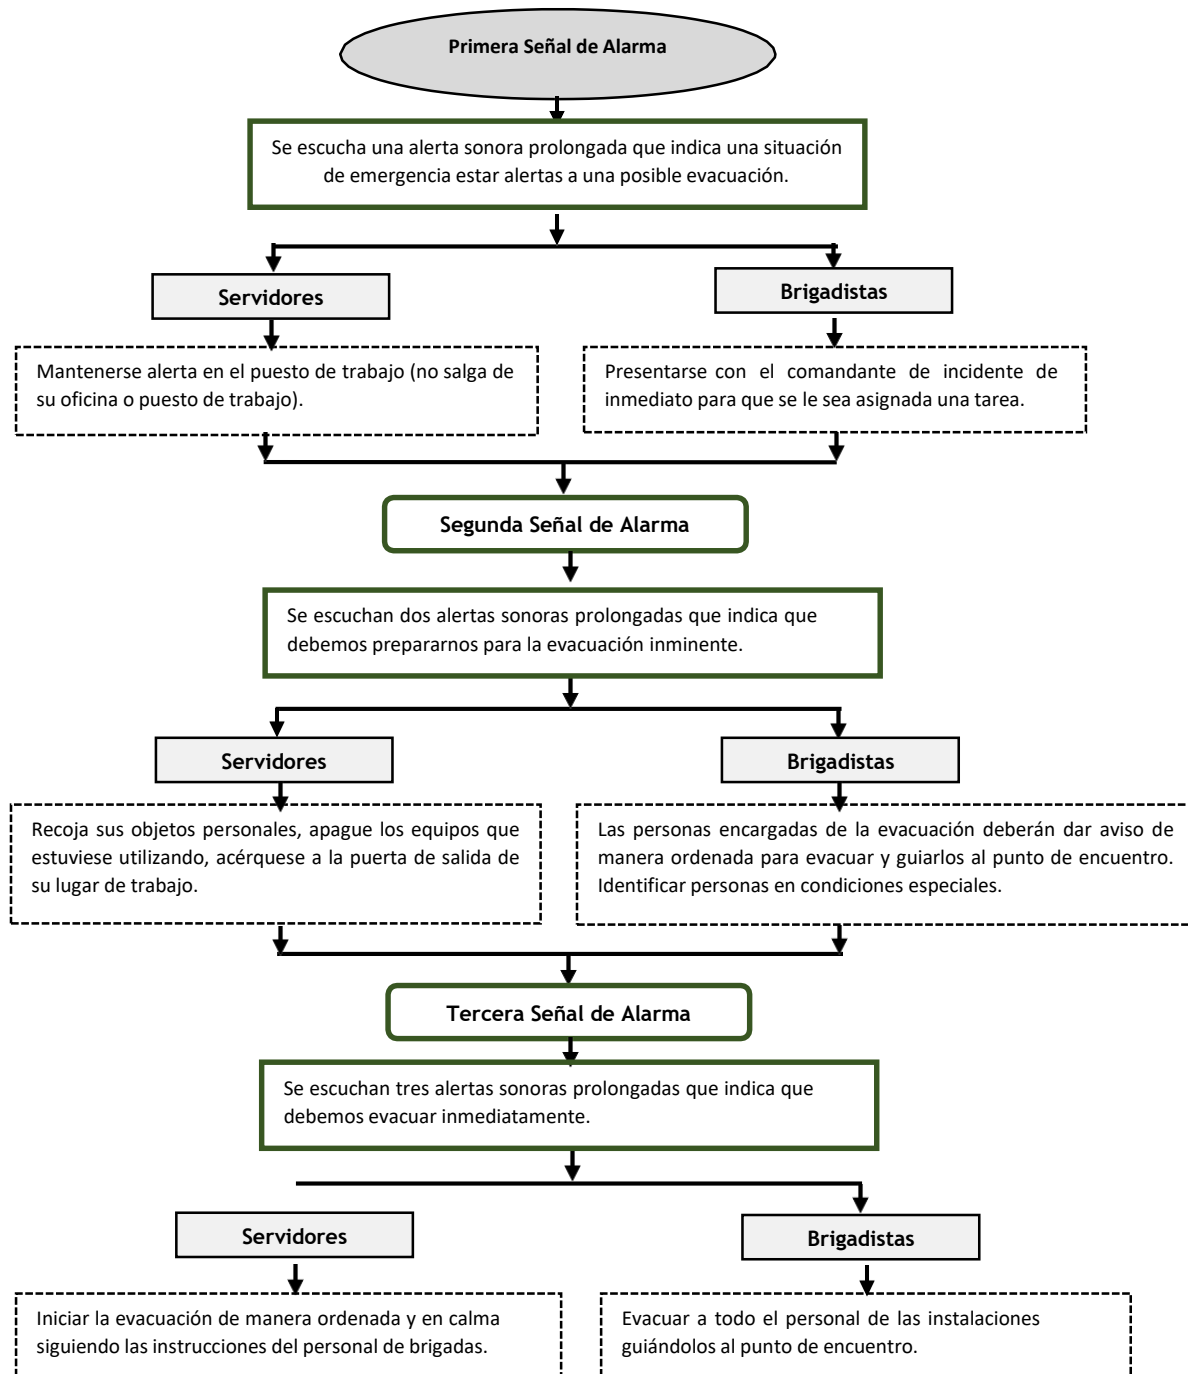 Primera Señal de Alarma
Se escucha una alerta sonora prolongada que indica una situación
de emergencia estar alertas a una posible evacuación.
Servidores
Brigadistas
Mantenerse alerta en el puesto de trabajo (no salga de
su oficina o puesto de trabajo).
Presentarse con el comandante de incidente de
inmediato para que se le sea asignada una tarea.
Segunda Señal de Alarma
Se escuchan dos alertas sonoras prolongadas que indica que
debemos prepararnos para la evacuación inminente.
Servidores
Brigadistas
Recoja sus objetos personales, apague los equipos que
estuviese utilizando, acérquese a la puerta de salida de
su lugar de trabajo.
Las personas encargadas de la evacuación deberán dar aviso de
manera ordenada para evacuar y guiarlos al punto de encuentro.
Identificar personas en condiciones especiales.
Tercera Señal de Alarma
Se escuchan tres alertas sonoras prolongadas que indica que
debemos evacuar inmediatamente.
Servidores
Brigadistas
Iniciar la evacuación de manera ordenada y en calma
siguiendo las instrucciones del personal de brigadas.
Evacuar a todo el personal de las instalaciones
guiándolos al punto de encuentro.